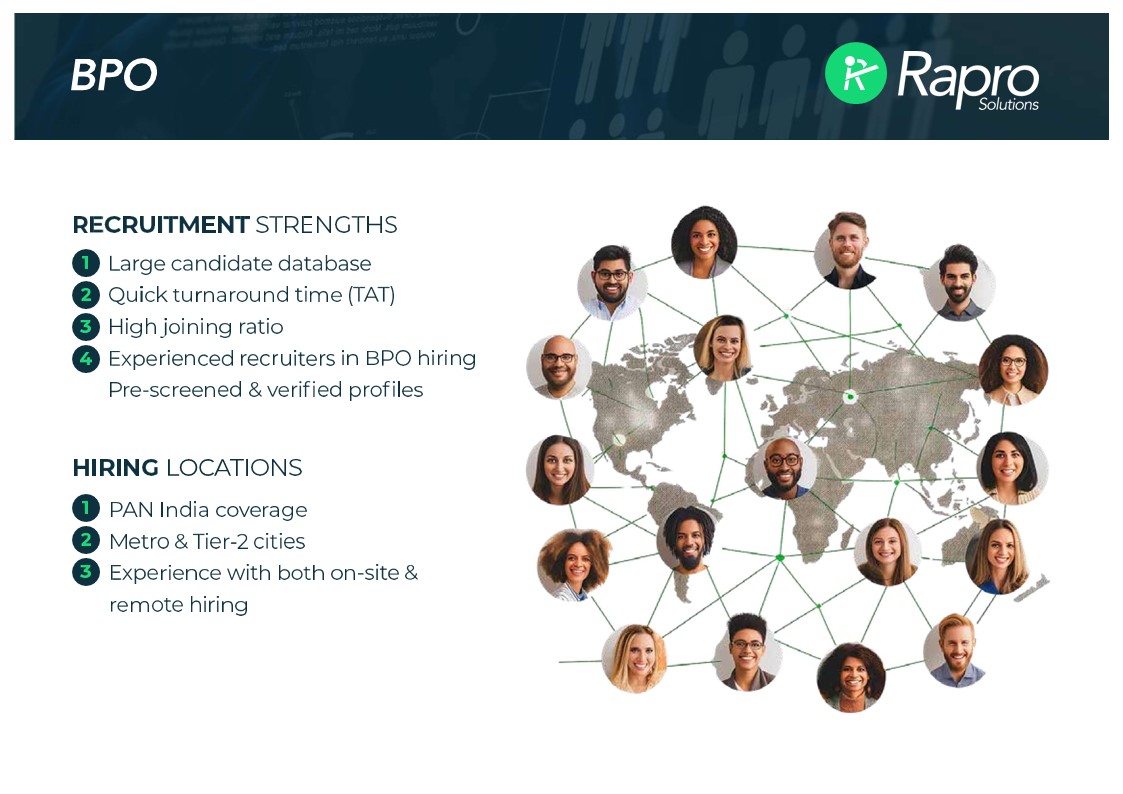 BPO
Rapro
Solutions
RECRUITMENT STRENGTHS
1 Large candidate database
2 Quick turnaround time (TAT)
3 High joining ratio
4 Experienced recruiters in BPO hiring
Pre-screened & verified profiles
HIRING LOCATIONS
1 PAN India coverage
2 Metro & Tier-2 cities
3 Experience with both on-site &
remote hiring